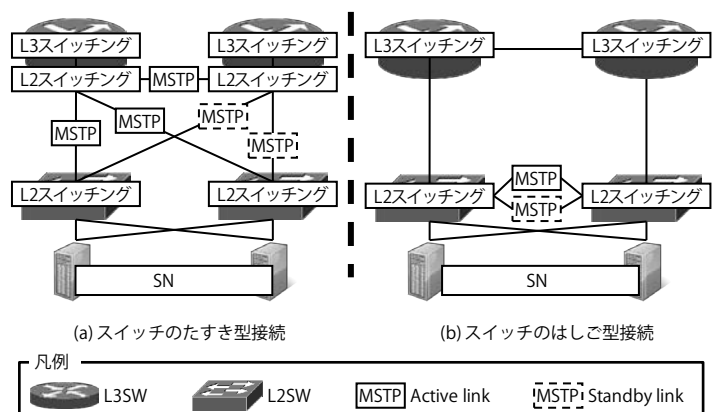 L3スイッチング L3スイッチング
L2スイッチング MSTP L2スイッチング
MSTP MSTP MSTP MSTP
L2スイッチング L2スイッチング
SN
(a) スイッチのたすき型接続
L3スイッチング L3スイッチング
L2スイッチング MSTP L2スイッチング
MSTP
SN
(b) スイッチのはしご型接続
凡例
L3SW L2SW MSTP Active link MSTP Standby link